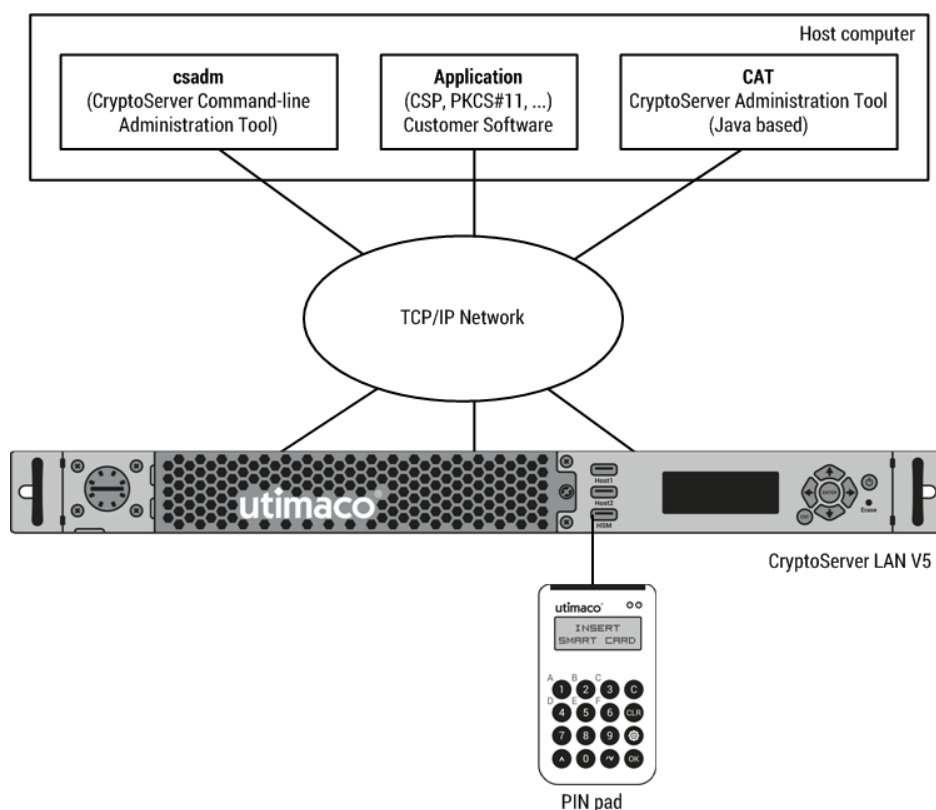 Host computer
csadm
(CryptoServer Command-line
Administration Tool)
Application
(CSP, PKCS#11, ...)
Customer Software
CAT
CryptoServer Administration Tool
(Java based)
TCP/IP Network
utimaco®
Host1
Host2
HSM
ENTER
ESC
Erase
CryptoServer LAN V5
utimaco®
INSERT
SMART CARD
A B C
1 2 3 C
D E F
4 5 6 CLR
7 8 9
0 OK
PIN pad